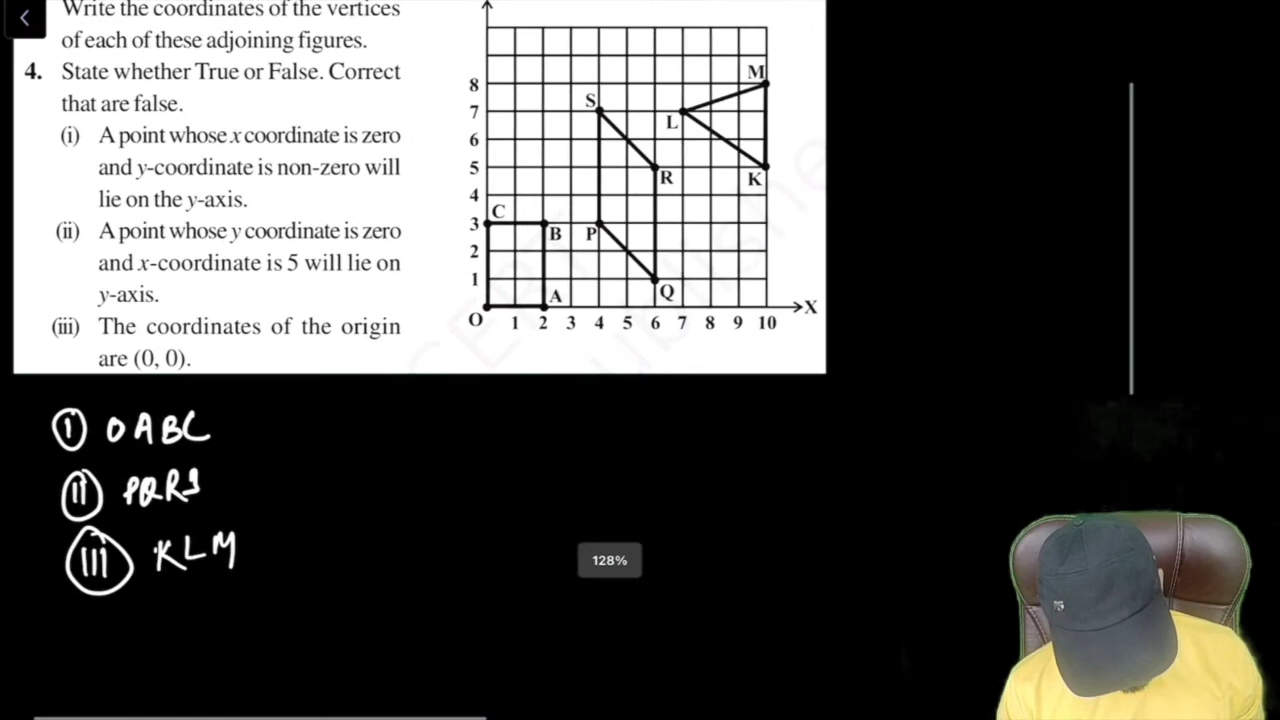 Write the coordinates of the vertices
of each of these adjoining figures.
4. State whether True or False. Correct
that are false.
(i) A point whose x coordinate is zero
and y-coordinate is non-zero will
lie on the y-axis.
(ii) A point whose y coordinate is zero
and x-coordinate is 5 will lie on
y-axis.
(iii) The coordinates of the origin
are (0, 0).
M
8
S
7
L
6
5
R
K
4
C
3
B
P
2
1
A
Q
X
O 1 2 3 4 5 6 7 8 9 10
(i) OABC
(ii) PQRS
(iii) KLM
128%